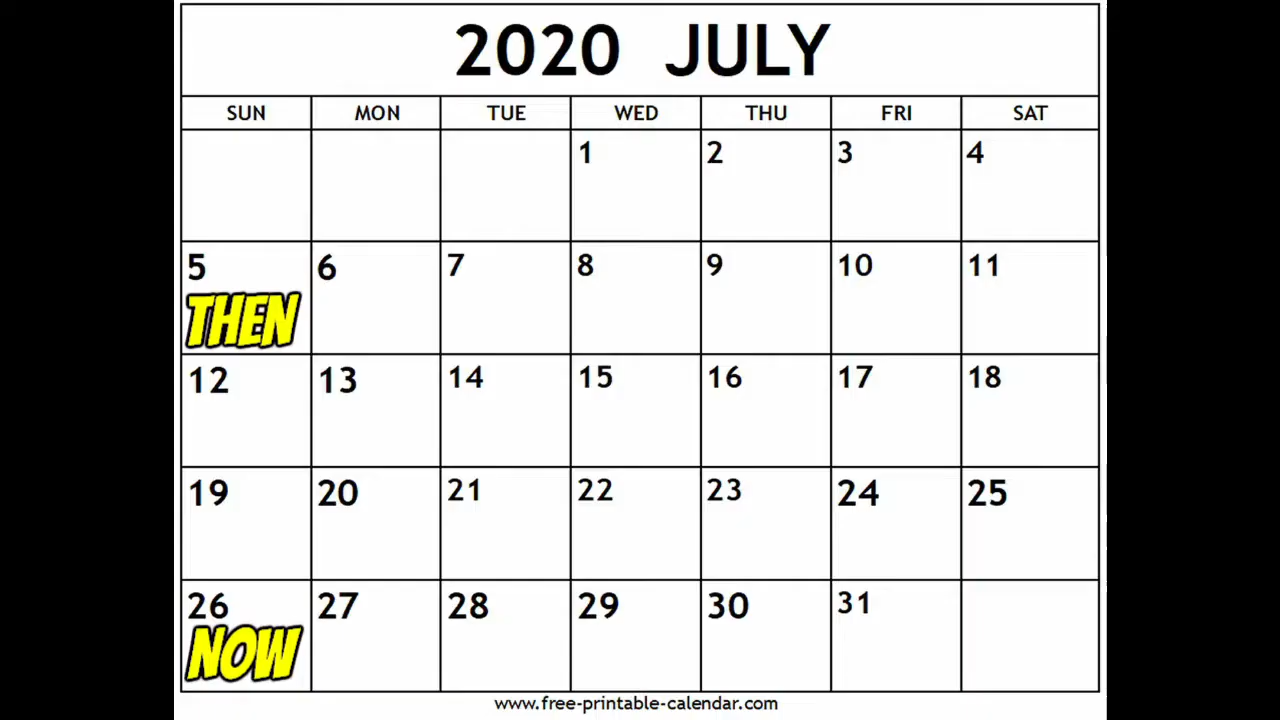 2020 JULY
SUN MON TUE WED THU FRI SAT
1 2 3 4
5 6 7 8 9 10 11
THEN
12 13 14 15 16 17 18
19 20 21 22 23 24 25
26 27 28 29 30 31
NOW
www.free-printable-calendar.com